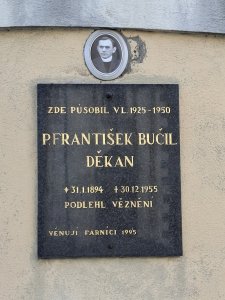 ZDE PŮSOBIL V L. 1925-1950
P. FRANTIŠEK BUČIL
DĚKAN
+ 31.1.1894 + 30.12.1955
PODLEHL VĚZNĚNÍ
VĚNUJÍ FARNÍCI 1995